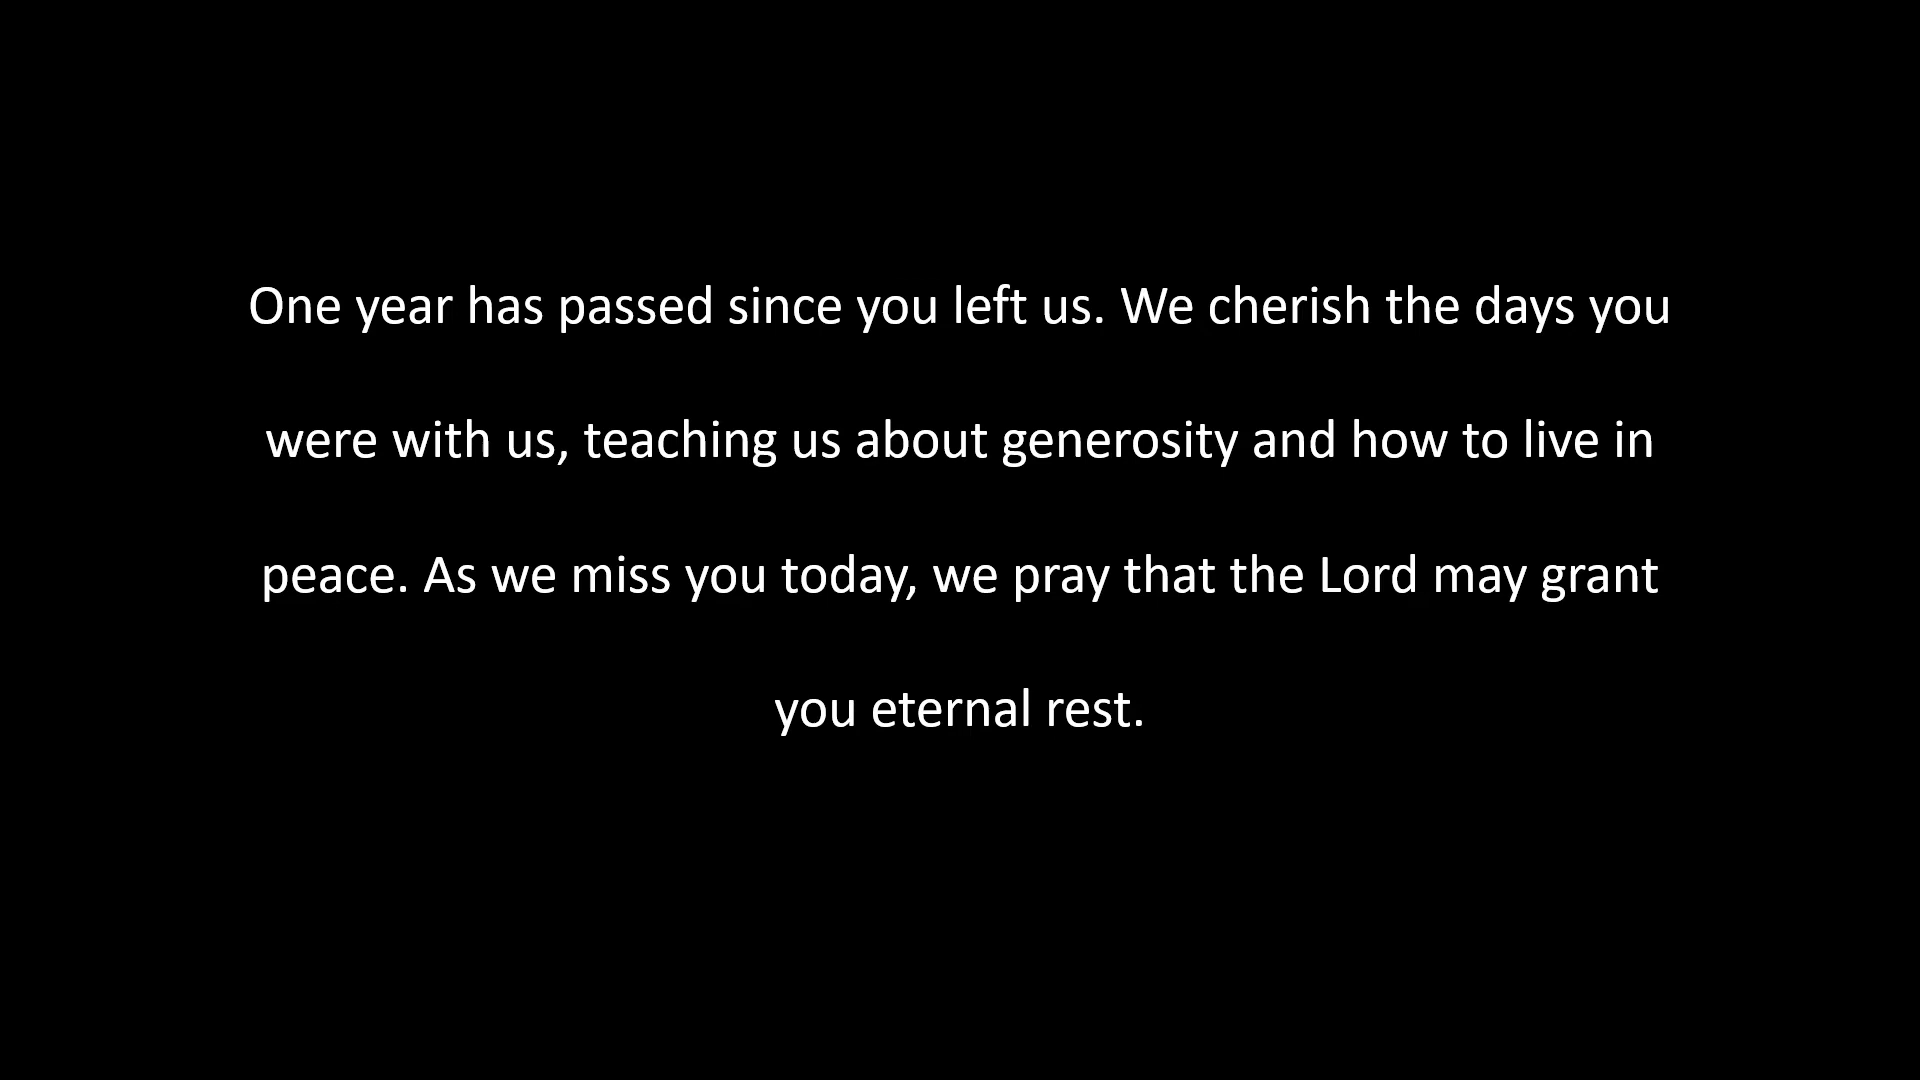 One year has passed since you left us. We cherish the days you
were with us, teaching us about generosity and how to live in
peace. As we miss you today, we pray that the Lord may grant
you eternal rest.